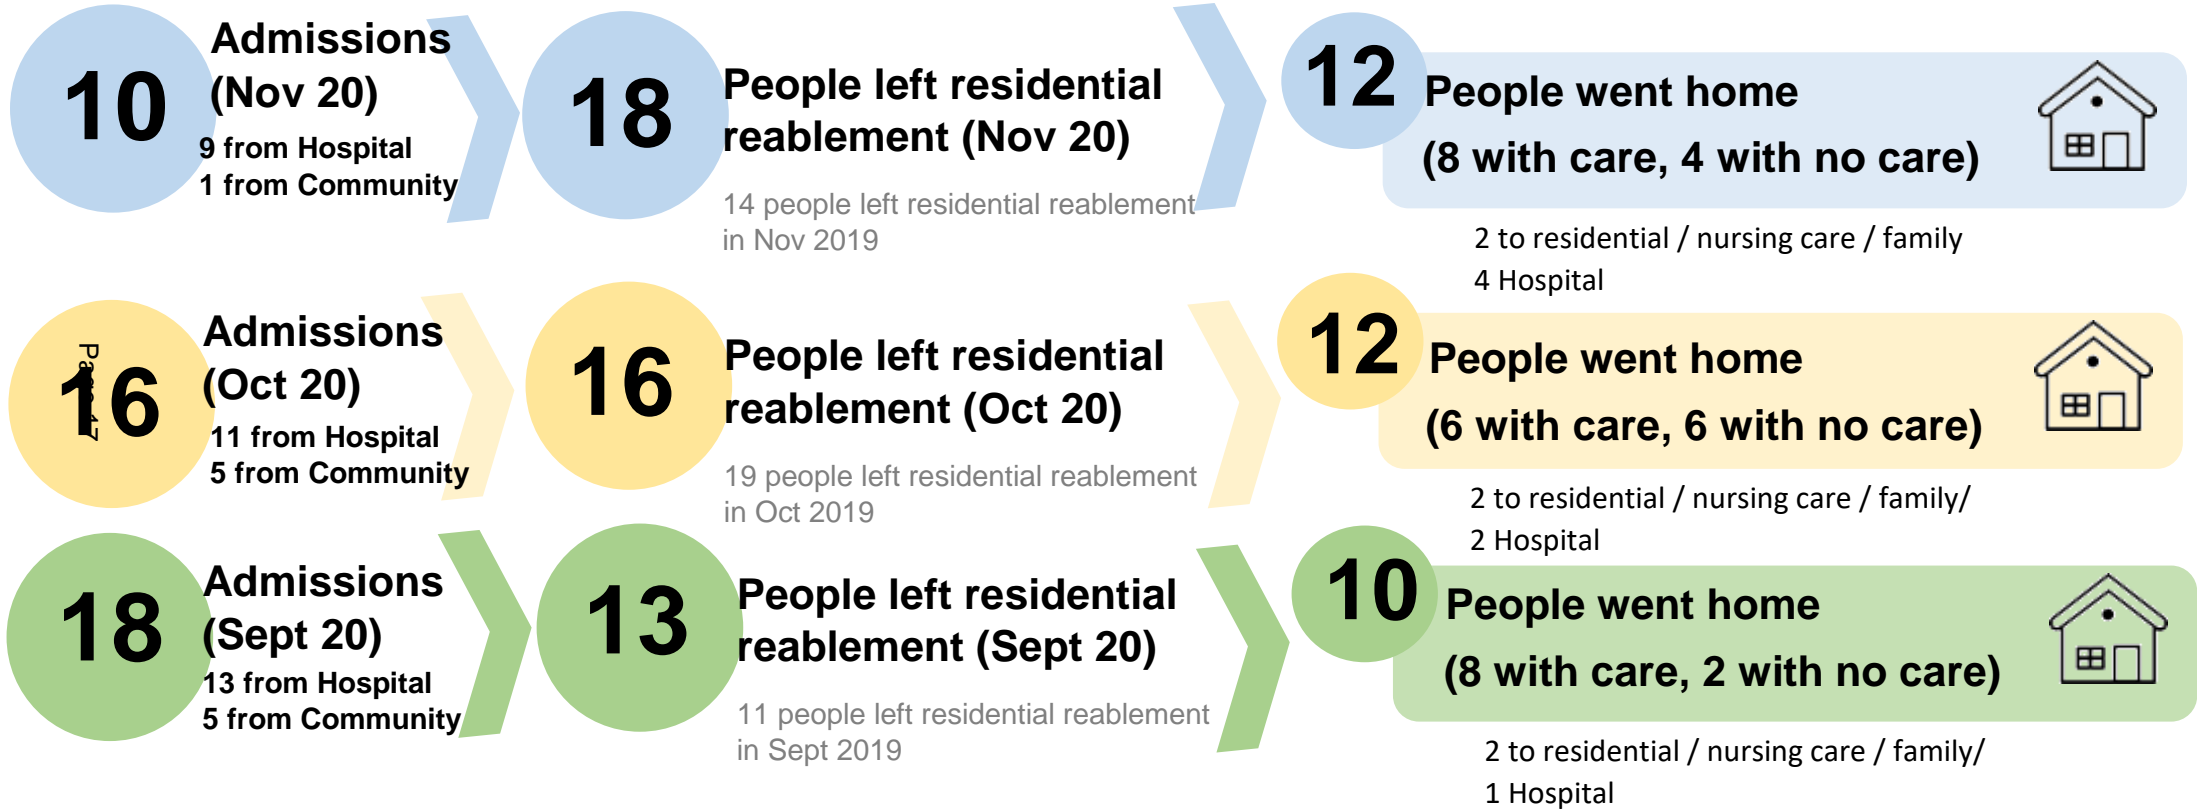 10
Admissions
(Nov 20)
9 from Hospital
1 from Community
18
People left residential
reablement (Nov 20)
14 people left residential reablement
in Nov 2019
12
People went home
(8 with care, 4 with no care)
2 to residential / nursing care / family
4 Hospital
16
Page 47
Admissions
(Oct 20)
11 from Hospital
5 from Community
16
People left residential
reablement (Oct 20)
19 people left residential reablement
in Oct 2019
12
People went home
(6 with care, 6 with no care)
2 to residential / nursing care / family/
2 Hospital
18
Admissions
(Sept 20)
13 from Hospital
5 from Community
13
People left residential
reablement (Sept 20)
11 people left residential reablement
in Sept 2019
10
People went home
(8 with care, 2 with no care)
2 to residential / nursing care / family/
1 Hospital